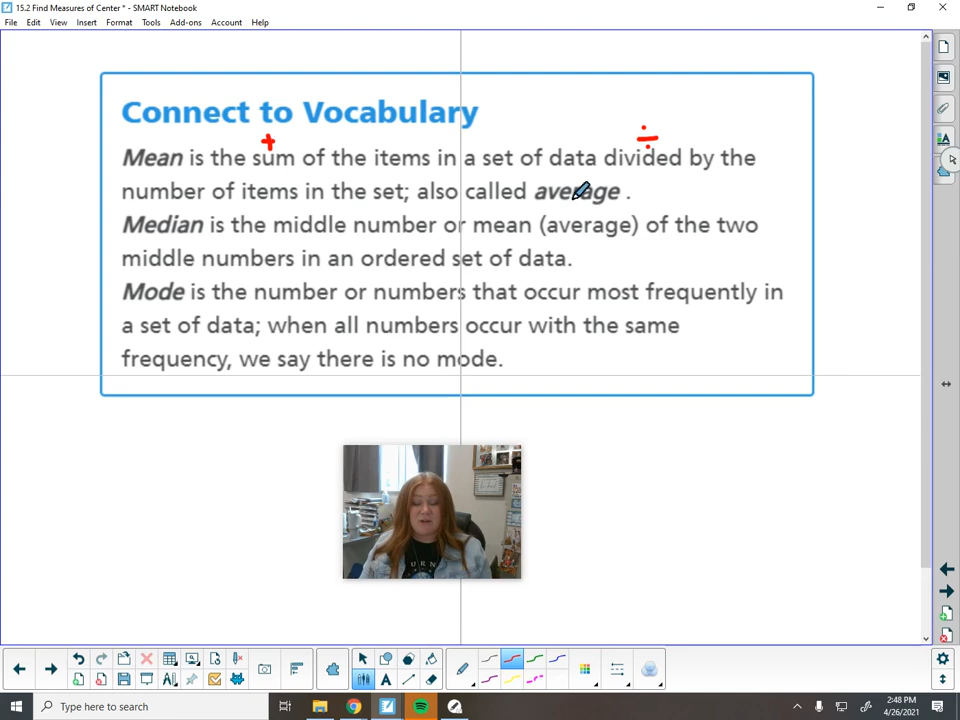 15.2 Find Measures of Center * - SMART Notebook
File Edit View Insert Format Tools Add-ons Account Help
Connect to Vocabulary
+ ÷
Mean is the sum of the items in a set of data divided by the
number of items in the set; also called average .
Median is the middle number or mean (average) of the two
middle numbers in an ordered set of data.
Mode is the number or numbers that occur most frequently in
a set of data; when all numbers occur with the same
frequency, we say there is no mode.
URN
Type here to search
2:48 PM
4/26/2021